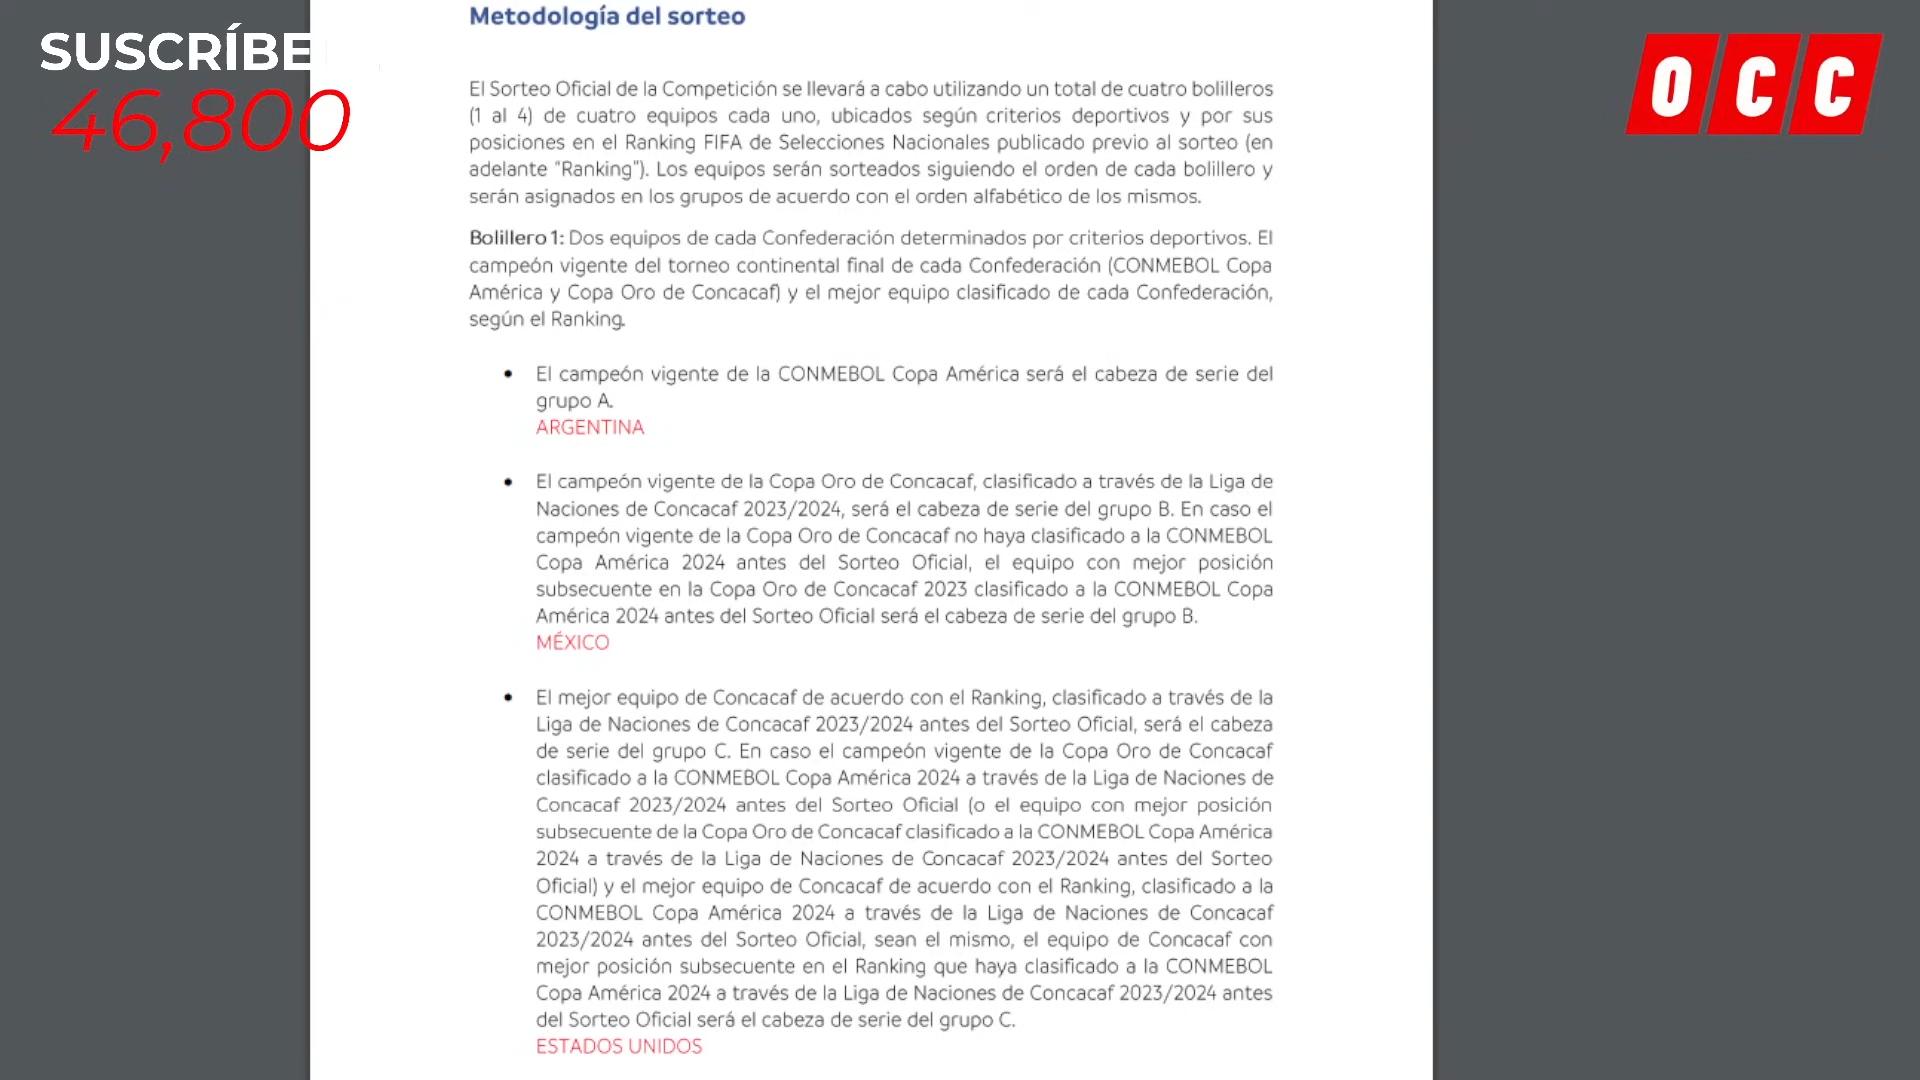 SUSCRÍBE
46,800
OCC
Metodología del sorteo
El Sorteo Oficial de la Competición se llevará a cabo utilizando un total de cuatro bolilleros
(1 al 4) de cuatro equipos cada uno, ubicados según criterios deportivos y por sus
posiciones en el Ranking FIFA de Selecciones Nacionales publicado previo al sorteo (en
adelante “Ranking”). Los equipos serán sorteados siguiendo el orden de cada bolillero y
serán asignados en los grupos de acuerdo con el orden alfabético de los mismos.
Bolillero 1: Dos equipos de cada Confederación determinados por criterios deportivos. El
campeón vigente del torneo continental final de cada Confederación (CONMEBOL Copa
América y Copa Oro de Concacaf) y el mejor equipo clasificado de cada Confederación,
según el Ranking.
• El campeón vigente de la CONMEBOL Copa América será el cabeza de serie del
grupo A.
ARGENTINA
• El campeón vigente de la Copa Oro de Concacaf, clasificado a través de la Liga de
Naciones de Concacaf 2023/2024, será el cabeza de serie del grupo B. En caso el
campeón vigente de la Copa Oro de Concacaf no haya clasificado a la CONMEBOL
Copa América 2024 antes del Sorteo Oficial, el equipo con mejor posición
subsecuente en la Copa Oro de Concacaf 2023 clasificado a la CONMEBOL Copa
América 2024 antes del Sorteo Oficial será el cabeza de serie del grupo B.
MÉXICO
• El mejor equipo de Concacaf de acuerdo con el Ranking, clasificado a través de la
Liga de Naciones de Concacaf 2023/2024 antes del Sorteo Oficial, será el cabeza
de serie del grupo C. En caso el campeón vigente de la Copa Oro de Concacaf
clasificado a la CONMEBOL Copa América 2024 a través de la Liga de Naciones de
Concacaf 2023/2024 antes del Sorteo Oficial (o el equipo con mejor posición
subsecuente de la Copa Oro de Concacaf clasificado a la CONMEBOL Copa América
2024 a través de la Liga de Naciones de Concacaf 2023/2024 antes del Sorteo
Oficial) y el mejor equipo de Concacaf de acuerdo con el Ranking, clasificado a la
CONMEBOL Copa América 2024 a través de la Liga de Naciones de Concacaf
2023/2024 antes del Sorteo Oficial, sean el mismo, el equipo de Concacaf con
mejor posición subsecuente en el Ranking que haya clasificado a la CONMEBOL
Copa América 2024 a través de la Liga de Naciones de Concacaf 2023/2024 antes
del Sorteo Oficial será el cabeza de serie del grupo C.
ESTADOS UNIDOS